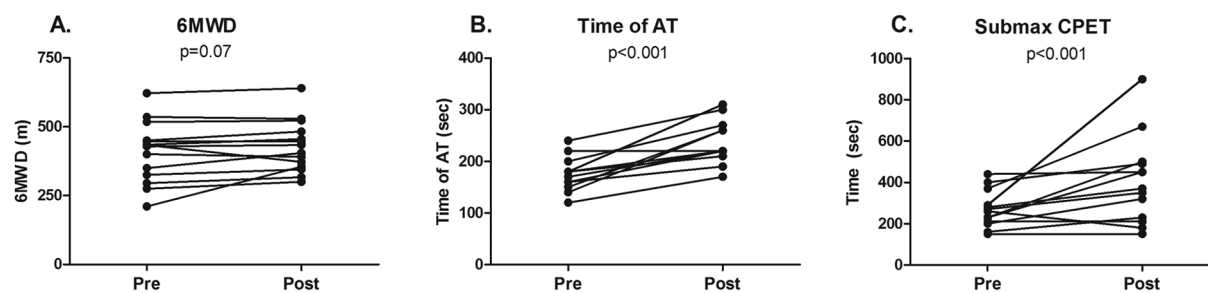 A. 6MWD
p=0.07
750
500
250
0
6MWD (m)
Pre Post
B. Time of AT
p<0.001
400
300
200
100
0
Time of AT (sec)
Pre Post
C. Submax CPET
p<0.001
1000
800
600
400
200
0
Time (sec)
Pre Post